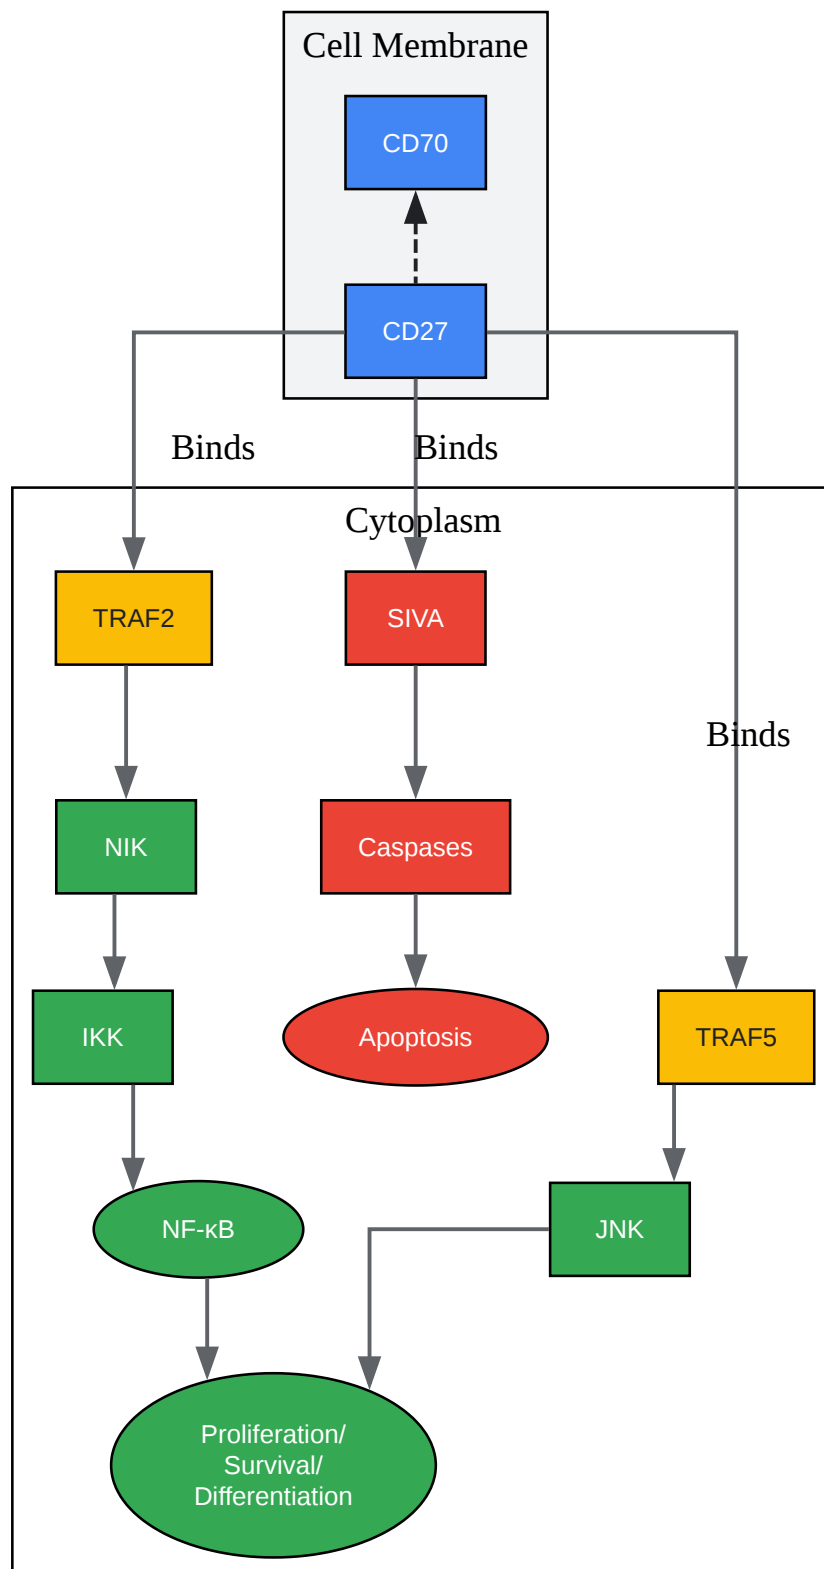 Cell Membrane
CD70
CD27
Binds
Binds
Cytoplasm
TRAF2
SIVA
Binds
NIK
Caspases
IKK
Apoptosis
TRAF5
NF-κB
JNK
Proliferation/
Survival/
Differentiation